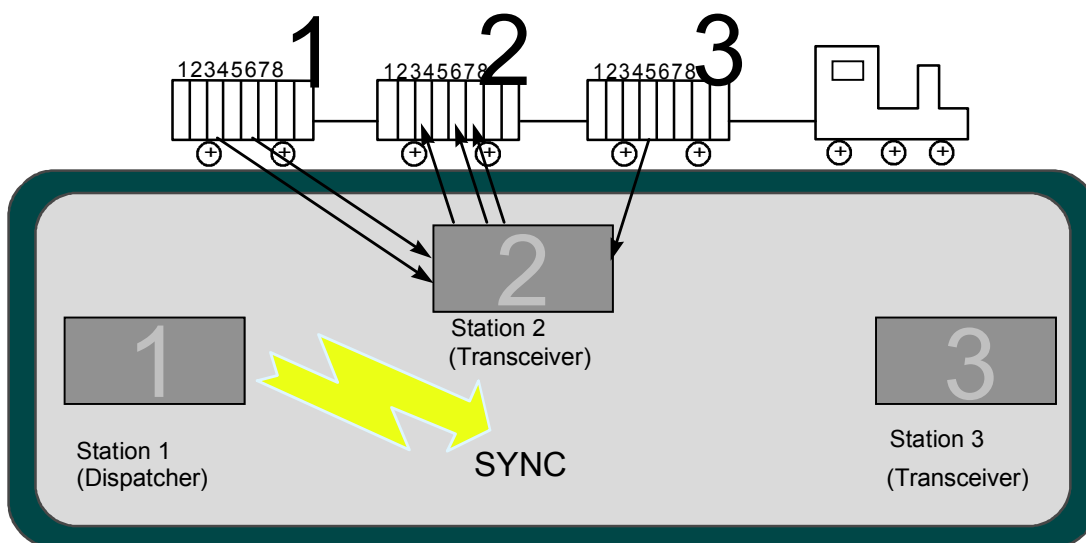 1
2
3
12345678
12345678
12345678
2
Station 2
(Transceiver)
1
3
Station 1
(Dispatcher)
SYNC
Station 3
(Transceiver)